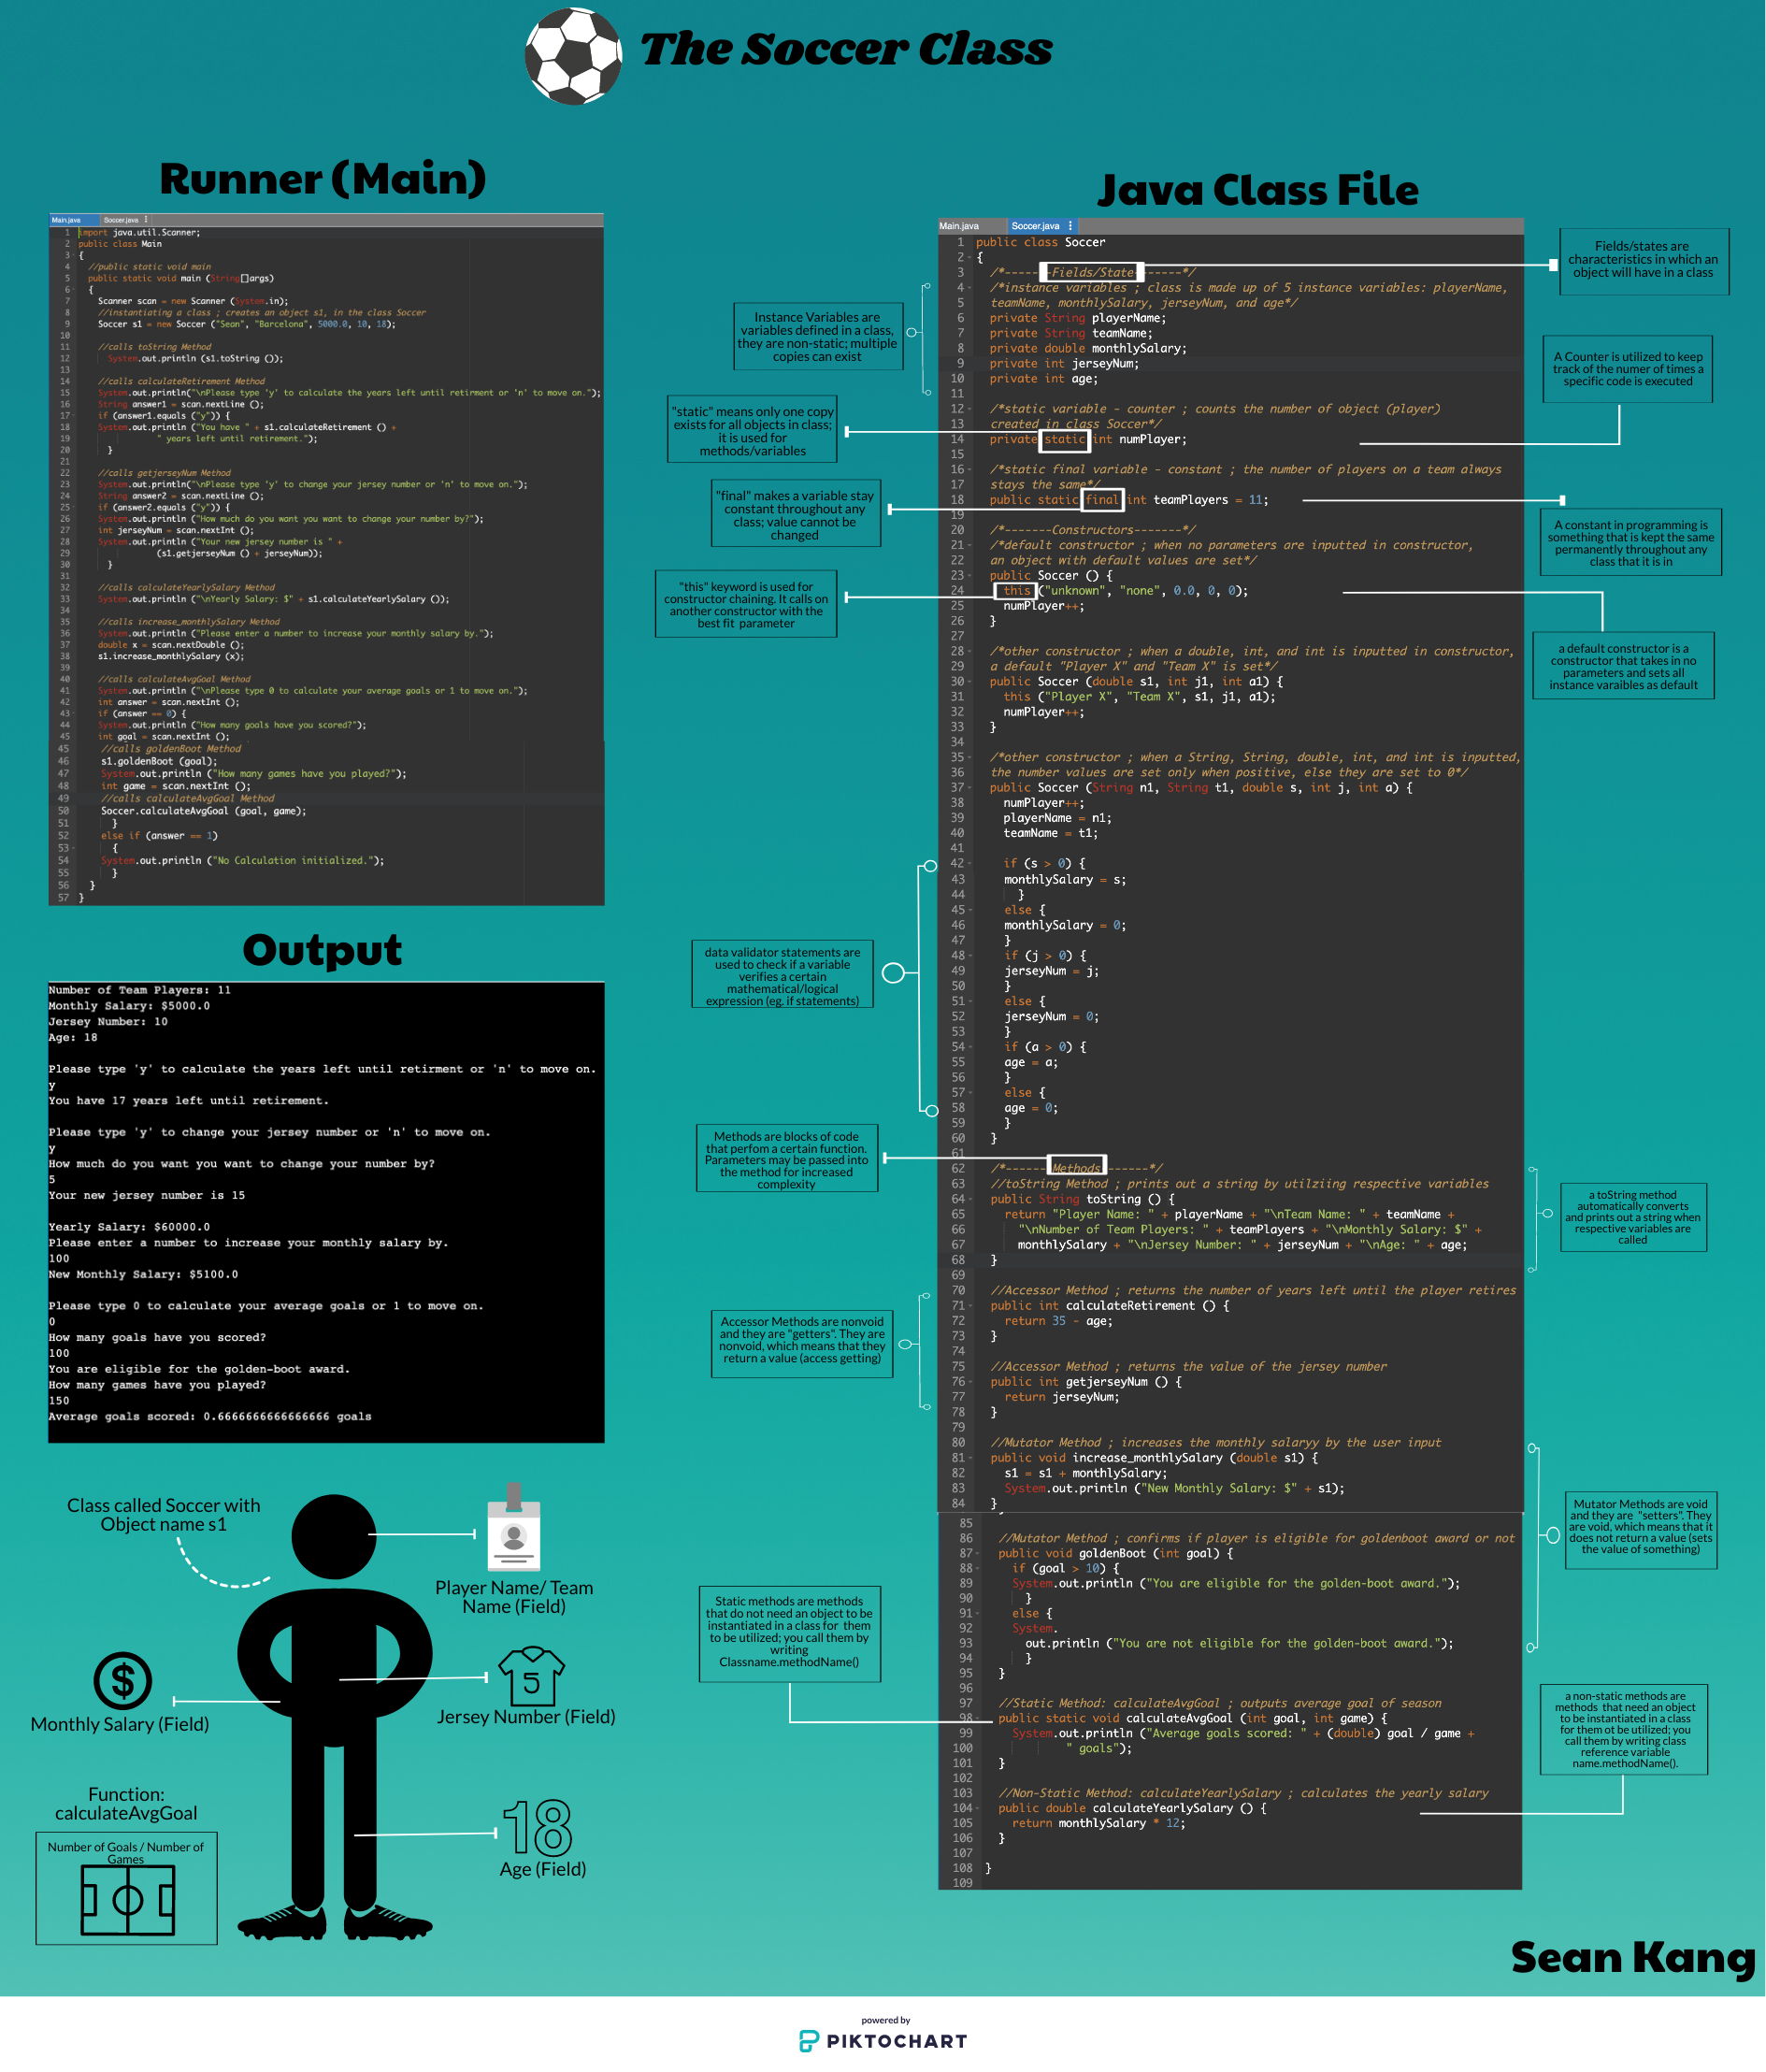 The Soccer Class
Runner (Main)
Main.java
Soccer.java
1 import java.util.Scanner;
2 public class Main
3 {
4 //public static void main
5 public static void main (String[]args)
6 {
7 Scanner scan = new Scanner (System.in);
8 //instantiating a class ; creates an object s1, in the class Soccer
9 Soccer s1 = new Soccer ("Sean", "Barcelona", 5000.0, 10, 18);
10
11 //calls toString Method
12 System.out.println (s1.toString ());
13
14 //calls calculateRetirement Method
15 System.out.println("\nPlease type 'y' to calculate the years left until retirment or 'n' to move on.");
16 String answer1 = scan.nextLine ();
17 if (answer1.equals ("y")) {
18 System.out.println ("You have " + s1.calculateRetirement () +
19 " years left until retirement.");
20 }
21
22 //calls getjerseyNum Method
23 System.out.println("\nPlease type 'y' to change your jersey number or 'n' to move on.");
24 String answer2 = scan.nextLine ();
25 if (answer2.equals ("y")) {
26 System.out.println ("How much do you want you want to change your number by?");
27 int jerseyNum = scan.nextInt ();
28 System.out.println ("Your new jersey number is " +
29 (s1.getjerseyNum () + jerseyNum));
30 }
31
32 //calls calculateYearlySalary Method
33 System.out.println ("\nYearly Salary: $" + s1.calculateYearlySalary ());
34
35 //calls increase_monthlySalary Method
36 System.out.println ("Please enter a number to increase your monthly salary by.");
37 double x = scan.nextDouble ();
38 s1.increase_monthlySalary (x);
39
40 //calls calculateAvgGoal Method
41 System.out.println ("\nPlease type 0 to calculate your average goals or 1 to move on.");
42 int answer = scan.nextInt ();
43 if (answer == 0) {
44 System.out.println ("How many goals have you scored?");
45 int goal = scan.nextInt ();
45 //calls goldenBoot Method
46 s1.goldenBoot (goal);
47 System.out.println ("How many games have you played?");
48 int game = scan.nextInt ();
49 //calls calculateAvgGoal Method
50 Soccer.calculateAvgGoal (goal, game);
51 }
52 else if (answer == 1)
53 {
54 System.out.println ("No Calculation initialized.");
55 }
56 }
57 }
Output
Number of Team Players: 11
Monthly Salary: $5000.0
Jersey Number: 10
Age: 18
Please type 'y' to calculate the years left until retirment or 'n' to move on.
y
You have 17 years left until retirement.
Please type 'y' to change your jersey number or 'n' to move on.
y
How much do you want you want to change your number by?
5
Your new jersey number is 15
Yearly Salary: $60000.0
Please enter a number to increase your monthly salary by.
100
New Monthly Salary: $5100.0
Please type 0 to calculate your average goals or 1 to move on.
0
How many goals have you scored?
100
You are eligible for the golden-boot award.
How many games have you played?
150
Average goals scored: 0.6666666666666666 goals
Class called Soccer with
Object name s1
Player Name/ Team
Name (Field)
$
Monthly Salary (Field)
5
Jersey Number (Field)
Function:
calculateAvgGoal
Number of Goals / Number of
Games
18
Age (Field)
Java Class File
Main.java
Soccer.java
1 public class Soccer
2 {
3 /*-------Fields/State-------*/
4 /*instance variables ; class is made up of 5 instance variables: playerName,
5 teamName, monthlySalary, jerseyNum, and age*/
6 private String playerName;
7 private String teamName;
8 private double monthlySalary;
9 private int jerseyNum;
10 private int age;
11
12 /*static variable - counter ; counts the number of object (player)
13 created in class Soccer*/
14 private static int numPlayer;
15
16 /*static final variable - constant ; the number of players on a team always
17 stays the same*/
18 public static final int teamPlayers = 11;
19
20 /*-------Constructors-------*/
21 /*default constructor ; when no parameters are inputted in constructor,
22 an object with default values are set*/
23 public Soccer () {
24 this ("unknown", "none", 0.0, 0, 0);
25 numPlayer++;
26 }
27
28 /*other constructor ; when a double, int, and int is inputted in constructor,
29 a default "Player X" and "Team X" is set*/
30 public Soccer (double s1, int j1, int a1) {
31 this ("Player X", "Team X", s1, j1, a1);
32 numPlayer++;
33 }
34
35 /*other constructor ; when a String, String, double, int, and int is inputted,
36 the number values are set only when positive, else they are set to 0*/
37 public Soccer (String n1, String t1, double s, int j, int a) {
38 numPlayer++;
39 playerName = n1;
40 teamName = t1;
41
42 if (s > 0) {
43 monthlySalary = s;
44 }
45 else {
46 monthlySalary = 0;
47 }
48 if (j > 0) {
49 jerseyNum = j;
50 }
51 else {
52 jerseyNum = 0;
53 }
54 if (a > 0) {
55 age = a;
56 }
57 else {
58 age = 0;
59 }
60 }
61
62 /*------Methods------*/
63 //toString Method ; prints out a string by utilziing respective variables
64 public String toString () {
65 return "Player Name: " + playerName + "\nTeam Name: " + teamName +
66 "\nNumber of Team Players: " + teamPlayers + "\nMonthly Salary: $" +
67 monthlySalary + "\nJersey Number: " + jerseyNum + "\nAge: " + age;
68 }
69
70 //Accessor Method ; returns the number of years left until the player retires
71 public int calculateRetirement () {
72 return 35 - age;
73 }
74
75 //Accessor Method ; returns the value of the jersey number
76 public int getjerseyNum () {
77 return jerseyNum;
78 }
79
80 //Mutator Method ; increases the monthly salaryy by the user input
81 public void increase_monthlySalary (double s1) {
82 s1 = s1 + monthlySalary;
83 System.out.println ("New Monthly Salary: $" + s1);
84 }
85
86 //Mutator Method ; confirms if player is eligible for goldenboot award or not
87 public void goldenBoot (int goal) {
88 if (goal > 10) {
89 System.out.println ("You are eligible for the golden-boot award.");
90 }
91 else {
92 System.
93 out.println ("You are not eligible for the golden-boot award.");
94 }
95 }
96
97 //Static Method: calculateAvgGoal ; outputs average goal of season
98 public static void calculateAvgGoal (int goal, int game) {
99 System.out.println ("Average goals scored: " + (double) goal / game +
100 " goals");
101 }
102
103 //Non-Static Method: calculateYearlySalary ; calculates the yearly salary
104 public double calculateYearlySalary () {
105 return monthlySalary * 12;
106 }
107
108 }
109
Instance Variables are
variables defined in a class,
they are non-static; multiple
copies can exist
"static" means only one copy
exists for all objects in class;
it is used for
methods/variables
"final" makes a variable stay
constant throughout any
class; value cannot be
changed
"this" keyword is used for
constructor chaining. It calls on
another constructor with the
best fit parameter
data validator statements are
used to check if a variable
verifies a certain
mathematical/logical
expression (eg. if statements)
Methods are blocks of code
that perfom a certain function.
Parameters may be passed into
the method for increased
complexity
Accessor Methods are nonvoid
and they are "getters". They are
nonvoid, which means that they
return a value (access getting)
Static methods are methods
that do not need an object to be
instantiated in a class for them
to be utilized; you call them by
writing
Classname.methodName()
Fields/states are
characteristics in which an
object will have in a class
A Counter is utilized to keep
track of the numer of times a
specific code is executed
A constant in programming is
something that is kept the same
permanently throughout any
class that it is in
a default constructor is a
constructor that takes in no
parameters and sets all
instance varaibles as default
a toString method
automatically converts
and prints out a string when
respective variables are
called
Mutator Methods are void
and they are "setters". They
are void, which means that it
does not return a value (sets
the value of something)
a non-static methods are
methods that need an object
to be instantiated in a class
for them ot be utilized; you
call them by writing class
reference variable
name.methodName().
Sean Kang
powered by
PIKTOCHART